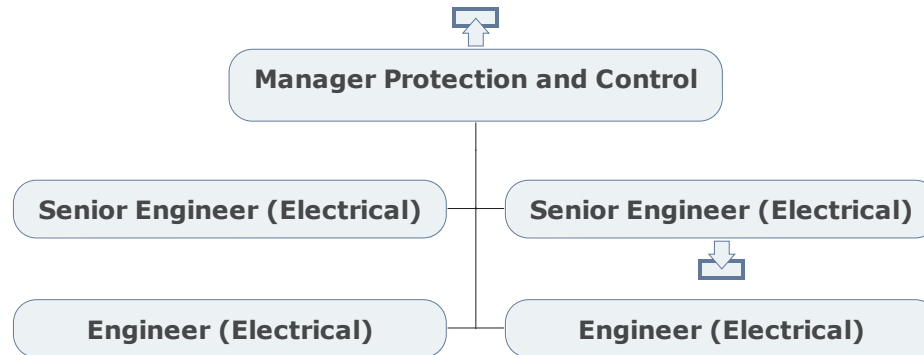 Manager Protection and Control
Senior Engineer (Electrical)
Senior Engineer (Electrical)
Engineer (Electrical)
Engineer (Electrical)